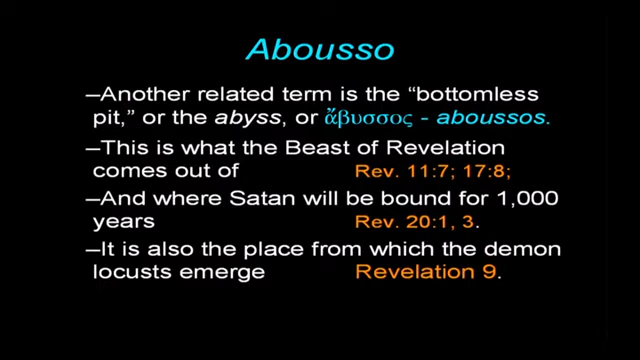 Abousso
–Another related term is the “bottomless
pit,” or the abyss, or ἄβυσσος - aboussos.
–This is what the Beast of Revelation
comes out of Rev. 11:7; 17:8;
–And where Satan will be bound for 1,000
years Rev. 20:1, 3.
–It is also the place from which the demon
locusts emerge Revelation 9.